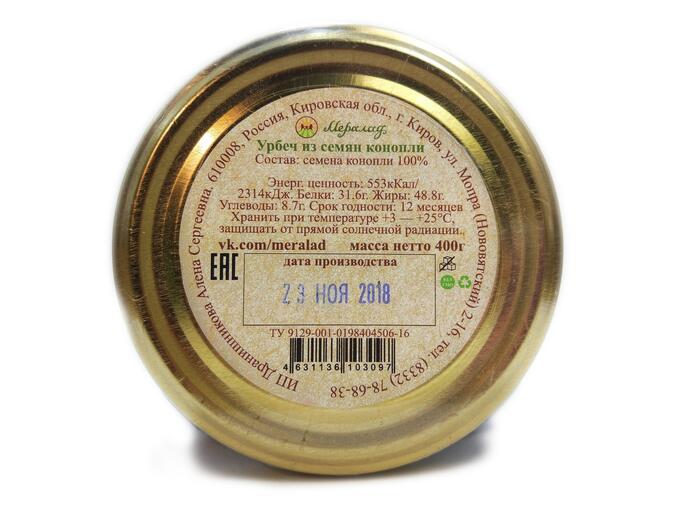 ИП Дранишникова Алена Сергеевна. 610008, Россия, Кировская обл., г. Киров, ул. Мопра (Нововятский) 2-16. тел. (8332) 78-68-38
Мералад
Урбеч из семян конопли
Состав: семена конопли 100%
Энерг. ценность: 553кКал/
2314кДж. Белки: 31.6г. Жиры: 48.8г.
Углеводы: 8.7г. Срок годности: 12 месяцев
Хранить при температуре +3 — +25°С,
защищать от прямой солнечной радиации.
vk.com/meralad масса нетто 400г
дата производства
EAC
23 НОЯ 2018
ТУ 9129-001-0198404506-16
4631136 103097